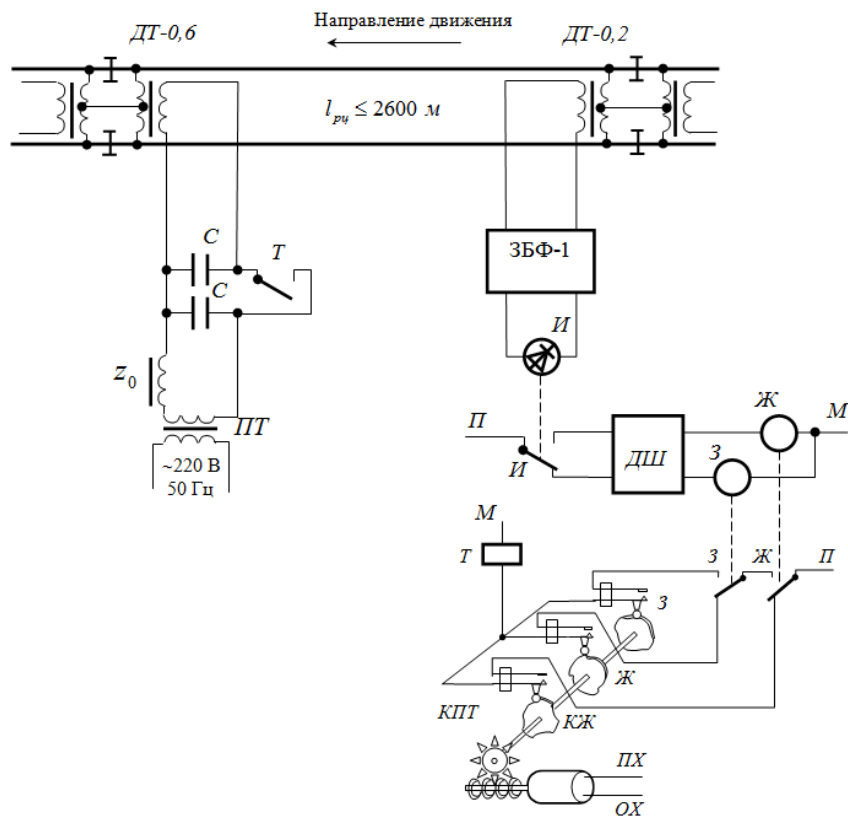 Направление движения
ДТ-0,6
ДТ-0,2
l рц ≤ 2600 м
С
Т
С
ЗБФ-1
И
z₀
ПТ
~220 В
50 Гц
П
И
ДШ
З
Ж
М
М
Т
З
Ж
П
З
Ж
КЖ
КПТ
ПХ
ОХ